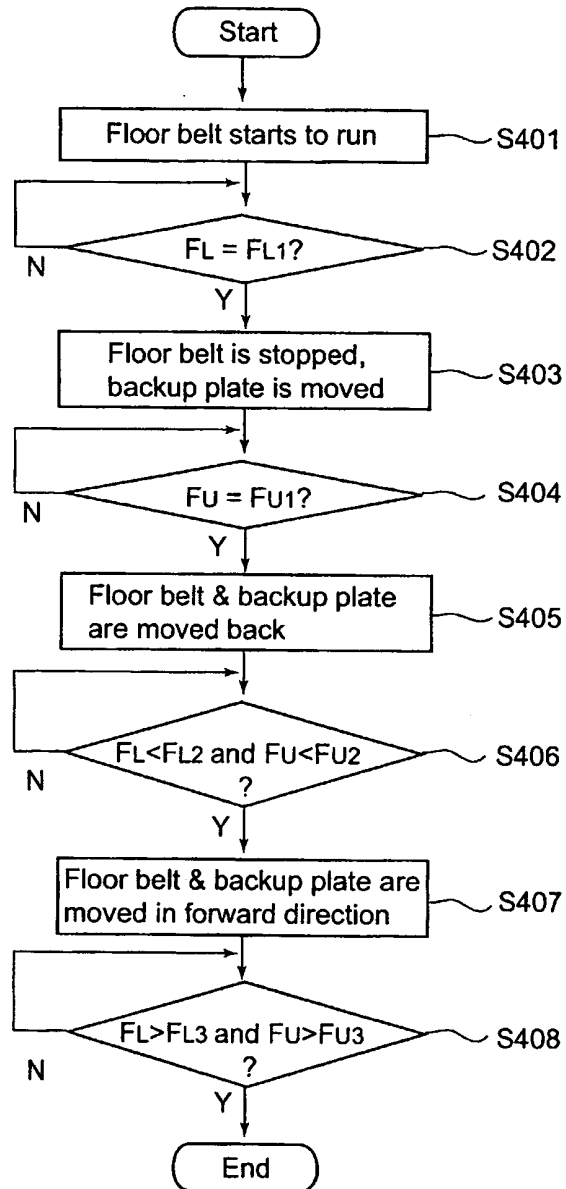 Start
Floor belt starts to run
S401
FL = FL1?
S402
N
Y
Floor belt is stopped,
backup plate is moved
S403
FU = FU1?
S404
N
Y
Floor belt & backup plate
are moved back
S405
FL<FL2 and FU<FU2
?
S406
N
Y
Floor belt & backup plate are
moved in forward direction
S407
FL>FL3 and FU>FU3
?
S408
N
Y
End